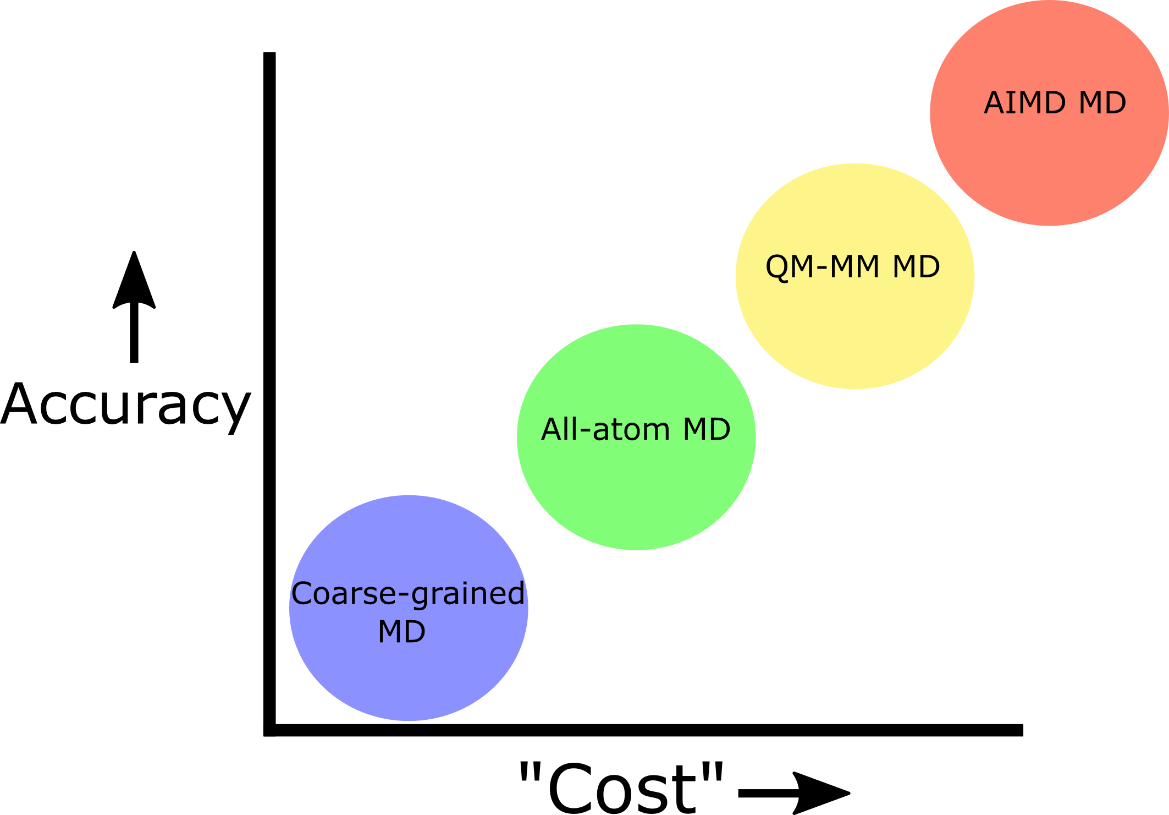 AIMD MD
QM-MM MD
Accuracy
All-atom MD
Coarse-grained
MD
"Cost"